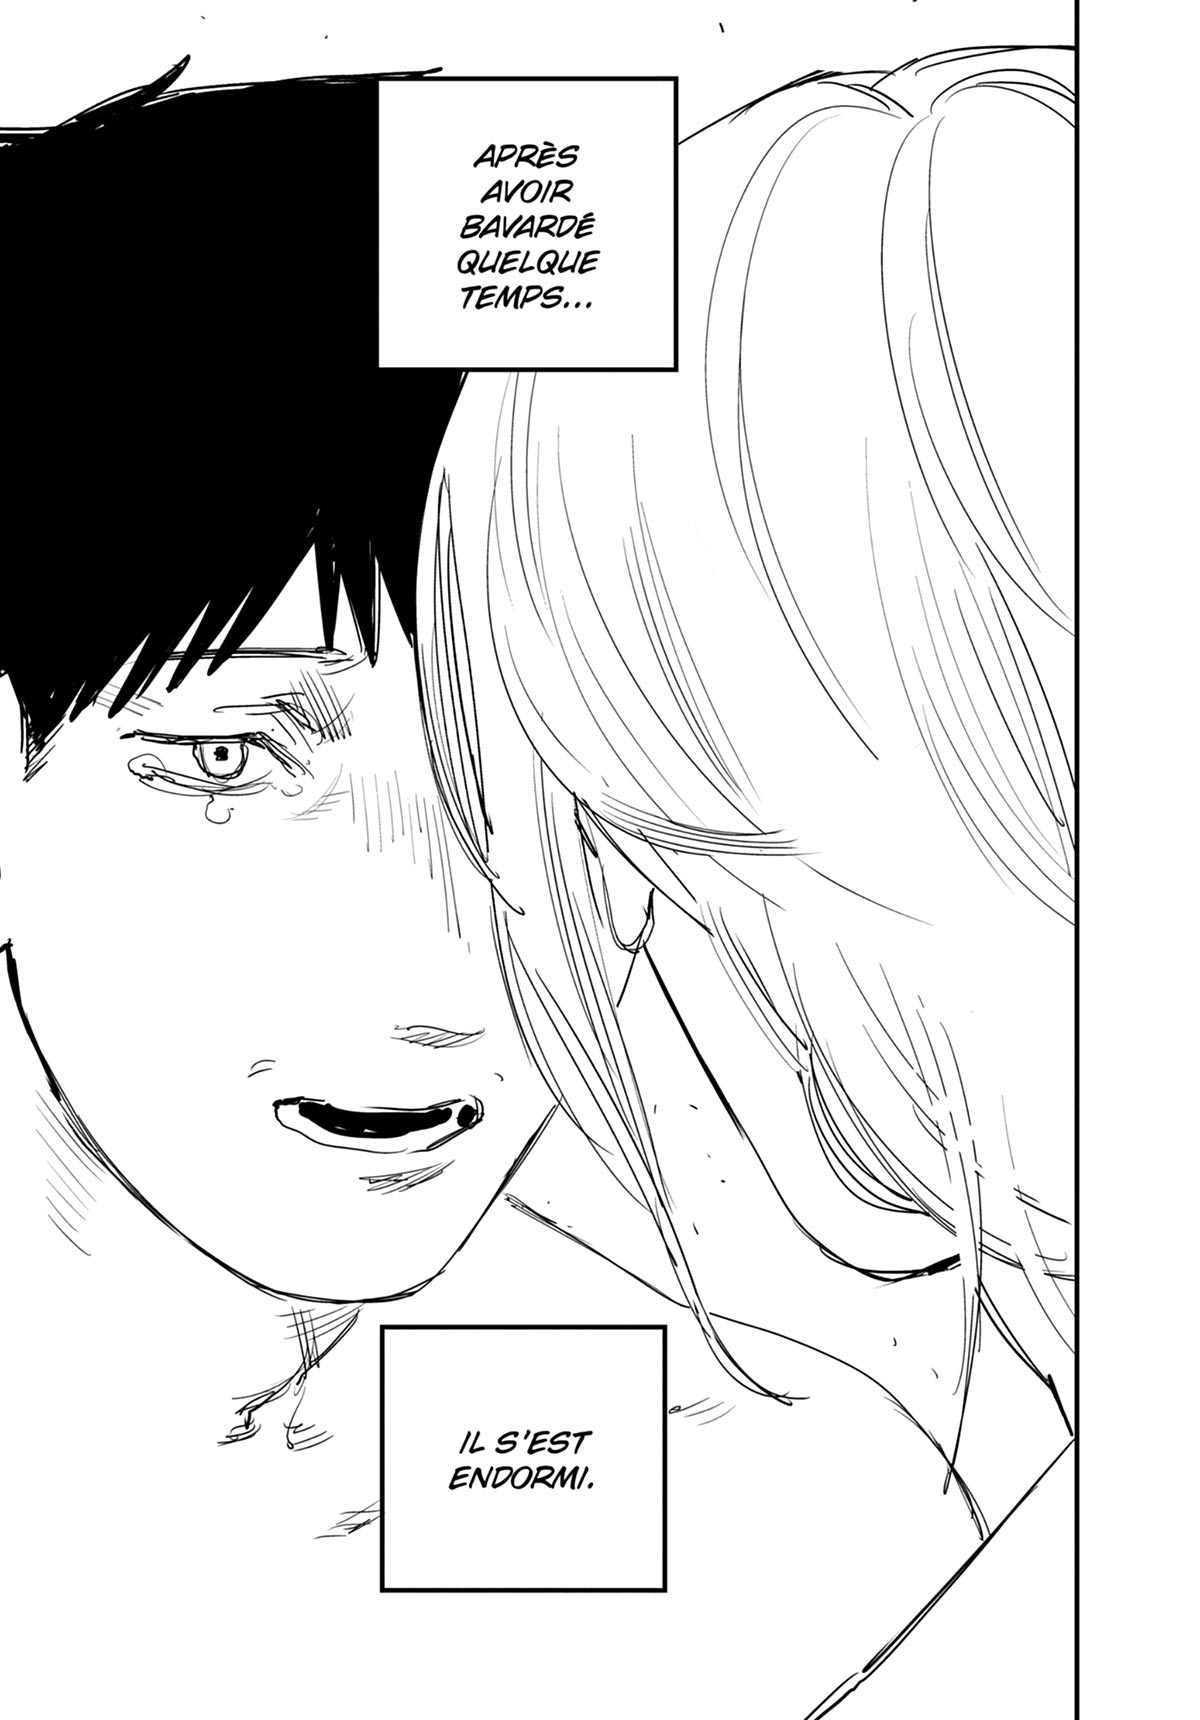 APRÈS
AVOIR
BAVARDÉ
QUELQUE
TEMPS...
IL S'EST
ENDORMI.